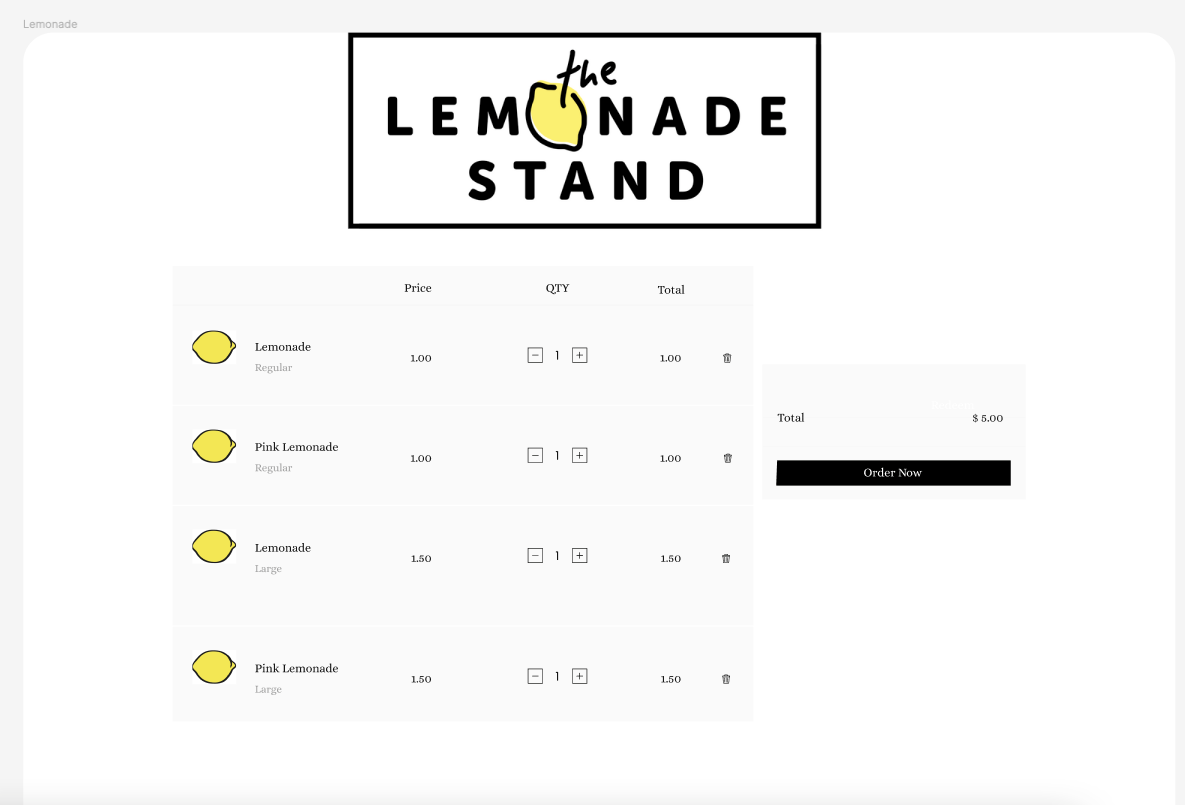 Lemonade
the
LEMONADE
STAND
Price QTY Total
Lemonade
Regular
1.00 − 1 + 1.00
Pink Lemonade
Regular
1.00 − 1 + 1.00
Lemonade
Large
1.50 − 1 + 1.50
Pink Lemonade
Large
1.50 − 1 + 1.50
Total $ 5.00
Order Now